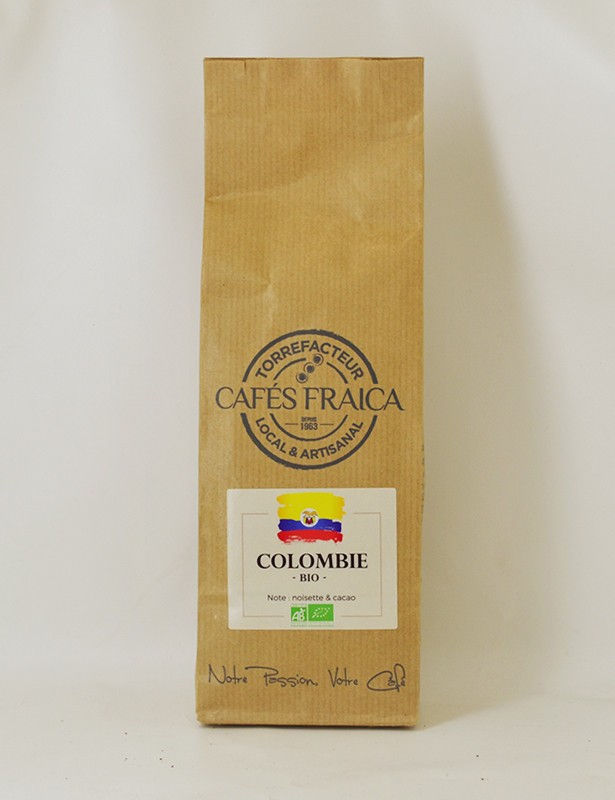 TORREFACTEUR
CAFÉS FRAICA
DEPUIS
1963
LOCAL & ARTISANAL
COLOMBIE
- BIO -
Note : noisette & cacao
AB
Notre Passion, Votre Café